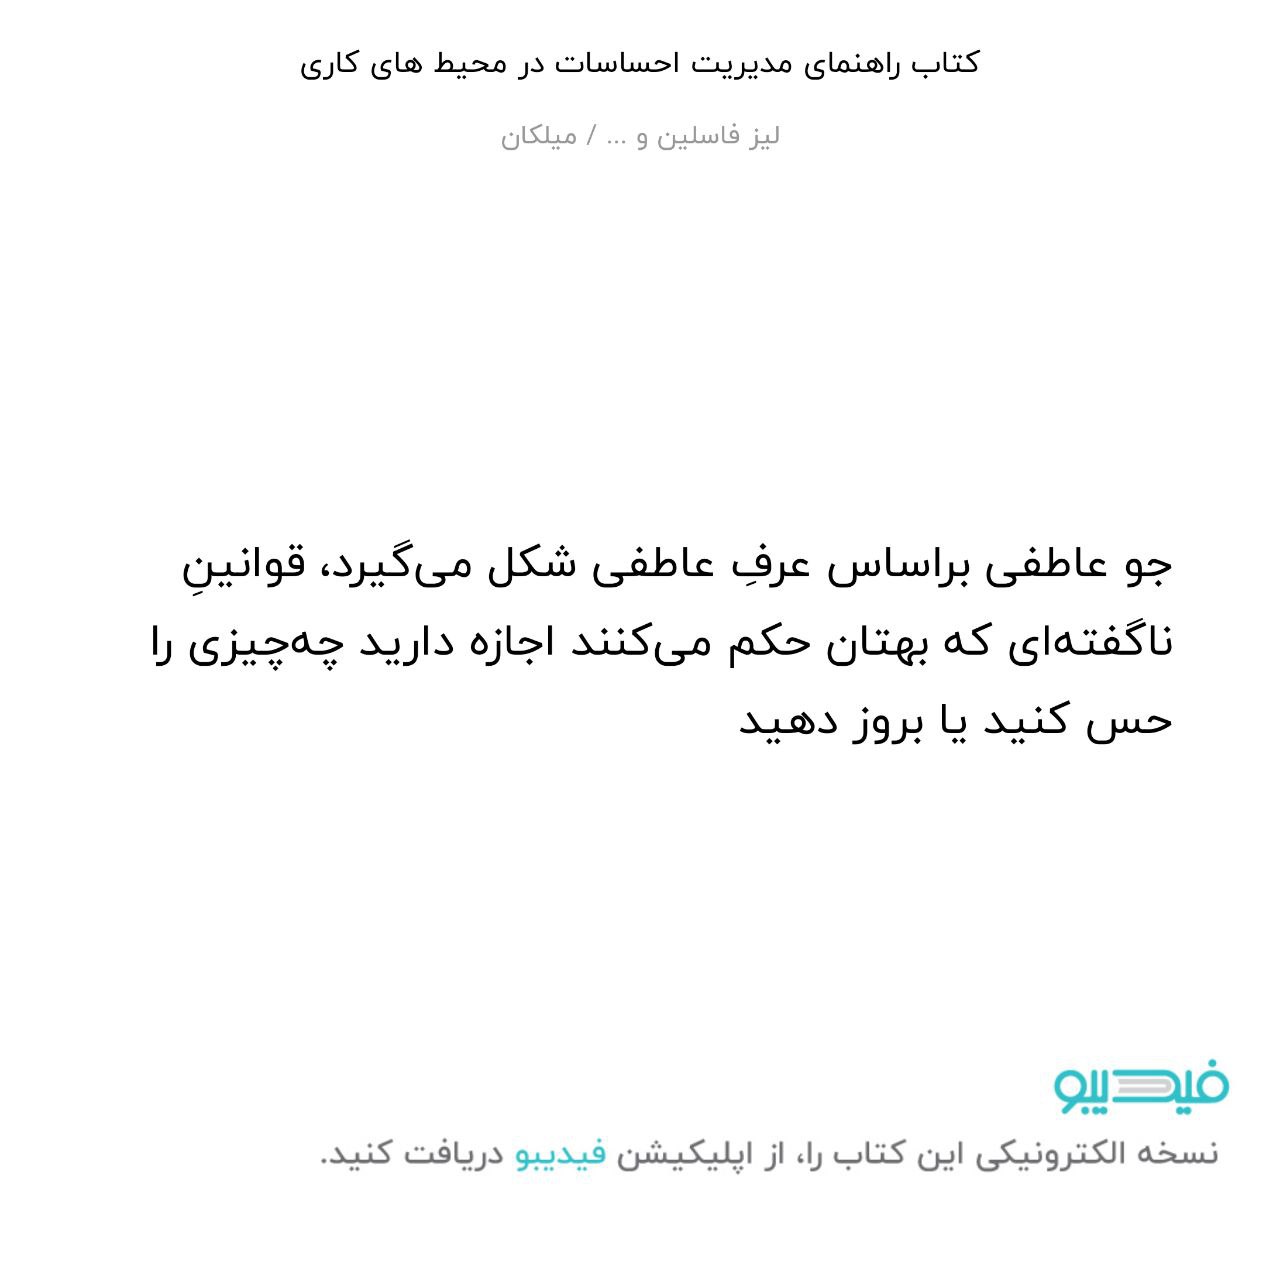 کتاب راهنمای مدیریت احساسات در محیط های کاری
لیز فاسلین و ... / میلکان
جو عاطفی براساس عرفِ عاطفی شکل می‌گیرد، قوانینِ
ناگفته‌ای که بهتان حکم می‌کنند اجازه دارید چه‌چیزی را
حس کنید یا بروز دهید
فیدیبو
نسخه الکترونیکی این کتاب را، از اپلیکیشن فیدیبو دریافت کنید.